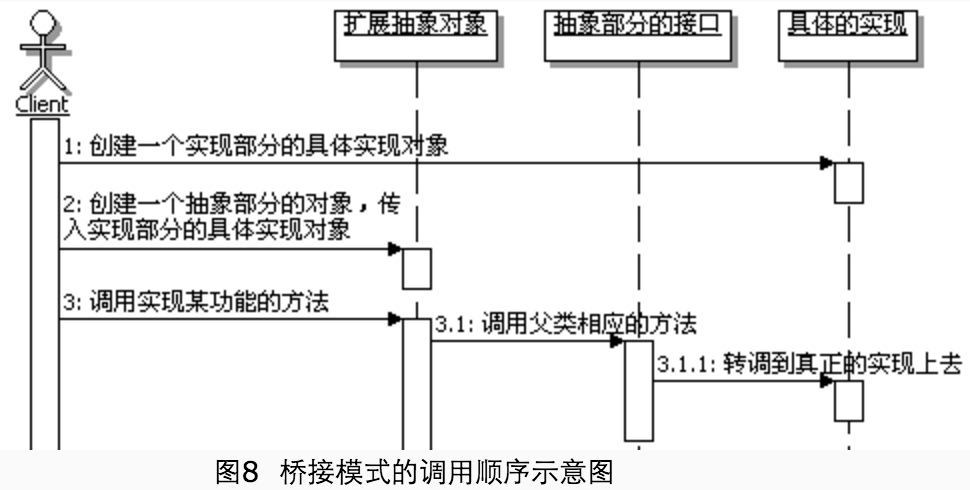 扩展抽象对象
抽象部分的接口
具体的实现
Client
1: 创建一个实现部分的具体实现对象
2: 创建一个抽象部分的对象，传
入实现部分的具体实现对象
3: 调用实现某功能的方法
3.1: 调用父类相应的方法
3.1.1: 转调到真正的实现上去
图8 桥接模式的调用顺序示意图